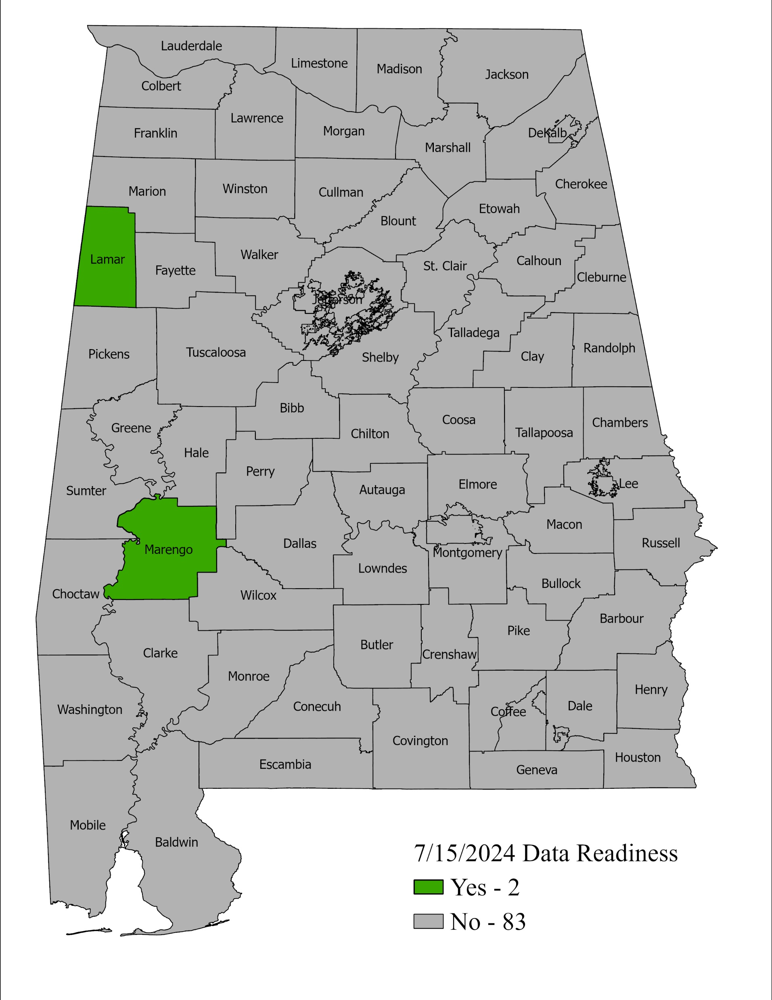 Lauderdale
Limestone
Madison
Jackson
Colbert
Lawrence
Franklin
Morgan
DeKalb
Marshall
Marion
Winston
Cullman
Cherokee
Etowah
Blount
Lamar
Fayette
Walker
St. Clair
Calhoun
Cleburne
Jefferson
Talladega
Pickens
Tuscaloosa
Shelby
Clay
Randolph
Bibb
Greene
Chilton
Coosa
Tallapoosa
Chambers
Hale
Perry
Sumter
Autauga
Elmore
Lee
Macon
Marengo
Dallas
Montgomery
Russell
Lowndes
Choctaw
Wilcox
Bullock
Barbour
Pike
Clarke
Butler
Crenshaw
Monroe
Henry
Washington
Conecuh
Coffee
Dale
Covington
Escambia
Geneva
Houston
Mobile
Baldwin
7/15/2024 Data Readiness
Yes - 2
No - 83